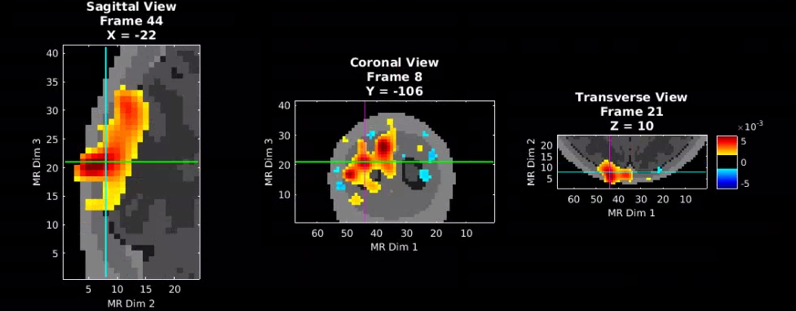 Sagittal View
Frame 44
X = -22
MR Dim 3
40
35
30
25
20
15
10
5
5 10 15 20
MR Dim 2
Coronal View
Frame 8
Y = -106
MR Dim 3
40
30
20
10
60 50 40 30 20 10
MR Dim 1
Transverse View
Frame 21
Z = 10
MR Dim 2
20
15
10
5
60 50 40 30 20 10
MR Dim 1
×10-3
5
0
-5